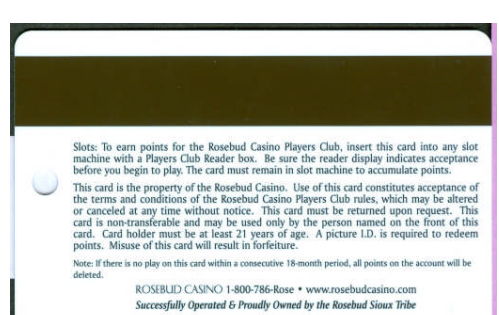 Slots: To earn points for the Rosebud Casino Players Club, insert this card into any slot
machine with a Players Club Reader box. Be sure the reader display indicates acceptance
before you begin to play. The card must remain in slot machine to accumulate points.
This card is the property of the Rosebud Casino. Use of this card constitutes acceptance of
the terms and conditions of the Rosebud Casino Players Club rules, which may be altered
or canceled at any time without notice. This card must be returned upon request. This
card is non-transferable and may be used only by the person named on the front of this
card. Card holder must be at least 21 years of age. A picture I.D. is required to redeem
points. Misuse of this card will result in forfeiture.
Note: If there is no play on this card within a consecutive 18-month period, all points on the account will be
deleted.
ROSEBUD CASINO 1-800-786-Rose • www.rosebudcasino.com
Successfully Operated & Proudly Owned by the Rosebud Sioux Tribe